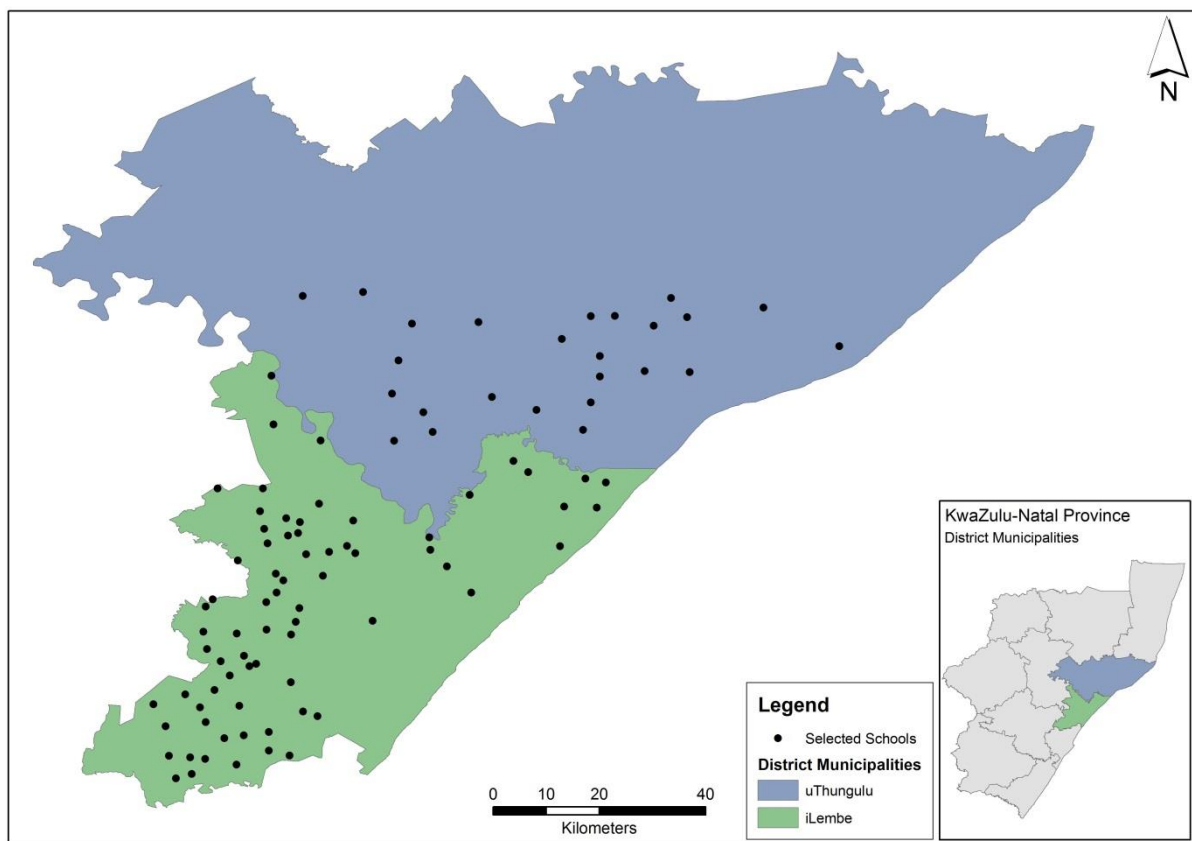 N
KwaZulu-Natal Province
District Municipalities
Legend
Selected Schools
District Municipalities
uThungulu
iLembe
0 10 20 40
Kilometers